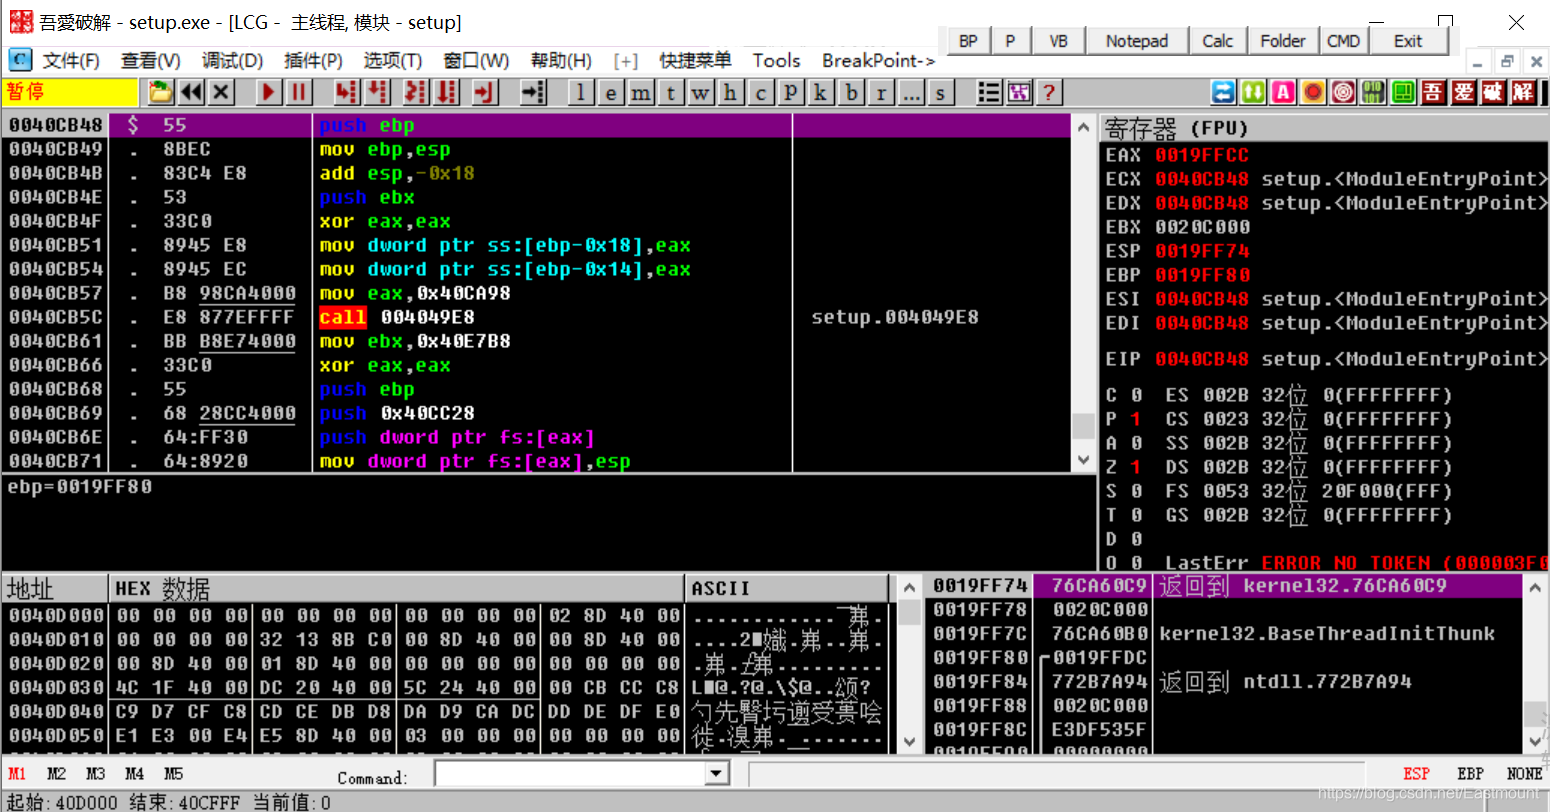 吾愛破解 - setup.exe - [LCG - 主线程, 模块 - setup]
BP P VB Notepad Calc Folder CMD Exit
文件(F) 查看(V) 调试(D) 插件(P) 选项(T) 窗口(W) 帮助(H) [+] 快捷菜单 Tools BreakPoint->
暂停 l e m t w h c P k b r ... s ? A 吾 爱 破 解
0040CB48 $ 55 push ebp
0040CB49 . 8BEC mov ebp,esp
0040CB4B . 83C4 E8 add esp,-0x18
0040CB4E . 53 push ebx
0040CB4F . 33C0 xor eax,eax
0040CB51 . 8945 E8 mov dword ptr ss:[ebp-0x18],eax
0040CB54 . 8945 EC mov dword ptr ss:[ebp-0x14],eax
0040CB57 . B8 98CA4000 mov eax,0x40CA98
0040CB5C . E8 877EFFFF call 004049E8 setup.004049E8
0040CB61 . BB B8E74000 mov ebx,0x40E7B8
0040CB66 . 33C0 xor eax,eax
0040CB68 . 55 push ebp
0040CB69 . 68 28CC4000 push 0x40CC28
0040CB6E . 64:FF30 push dword ptr fs:[eax]
0040CB71 . 64:8920 mov dword ptr fs:[eax],esp
ebp=0019FF80
寄存器 (FPU)
EAX 0019FFCC
ECX 0040CB48 setup.<ModuleEntryPoint>
EDX 0040CB48 setup.<ModuleEntryPoint>
EBX 0020C000
ESP 0019FF74
EBP 0019FF80
ESI 0040CB48 setup.<ModuleEntryPoint>
EDI 0040CB48 setup.<ModuleEntryPoint>
EIP 0040CB48 setup.<ModuleEntryPoint>
C 0 ES 002B 32位 0(FFFFFFFF)
P 1 CS 0023 32位 0(FFFFFFFF)
A 0 SS 002B 32位 0(FFFFFFFF)
Z 1 DS 002B 32位 0(FFFFFFFF)
S 0 FS 0053 32位 20F000(FFF)
T 0 GS 002B 32位 0(FFFFFFFF)
D 0
O 0 LastErr ERROR_NO_TOKEN (000003F0
地址 HEX 数据 ASCII
0040D000 00 00 00 00 00 00 00 00 00 00 00 00 02 8D 40 00
0040D010 00 00 00 00 32 13 8B C0 00 8D 40 00 00 8D 40 00
0040D020 00 8D 40 00 01 8D 40 00 00 00 00 00 00 00 00 00
0040D030 4C 1F 40 00 DC 20 40 00 5C 24 40 00 00 CB CC C8
0040D040 C9 D7 CF C8 CD CE DB D8 DA D9 CA DC DD DE DF E0
0040D050 E1 E3 00 E4 E5 8D 40 00 03 00 00 00 00 00 00 00
0019FF74 76CA60C9 返回到 kernel32.76CA60C9
0019FF78 0020C000
0019FF7C 76CA60B0 kernel32.BaseThreadInitThunk
0019FF80 0019FFDC
0019FF84 772B7A94 返回到 ntdll.772B7A94
0019FF88 0020C000
0019FF8C E3DF535F
0019FF90 00000000
M1 M2 M3 M4 M5 Command: ESP EBP NONE
https://blog.csdn.net/Eastmount
起始: 40D000 结束: 40CFFF 当前值: 0